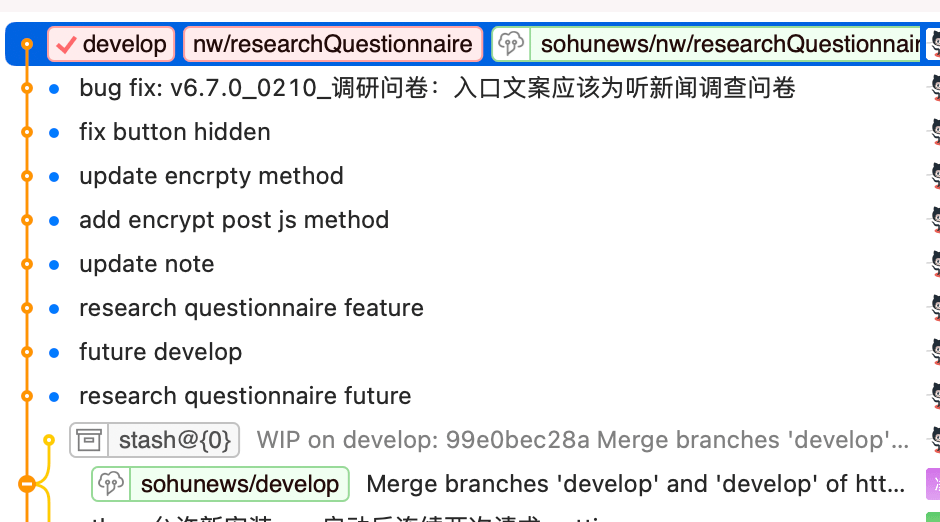 develop nw/researchQuestionnaire sohunews/nw/researchQuestionnair
bug fix: v6.7.0_0210_调研问卷：入口文案应该为听新闻调查问卷
fix button hidden
update encrpty method
add encrypt post js method
update note
research questionnaire feature
future develop
research questionnaire future
stash@{0} WIP on develop: 99e0bec28a Merge branches 'develop'...
sohunews/develop Merge branches 'develop' and 'develop' of htt...